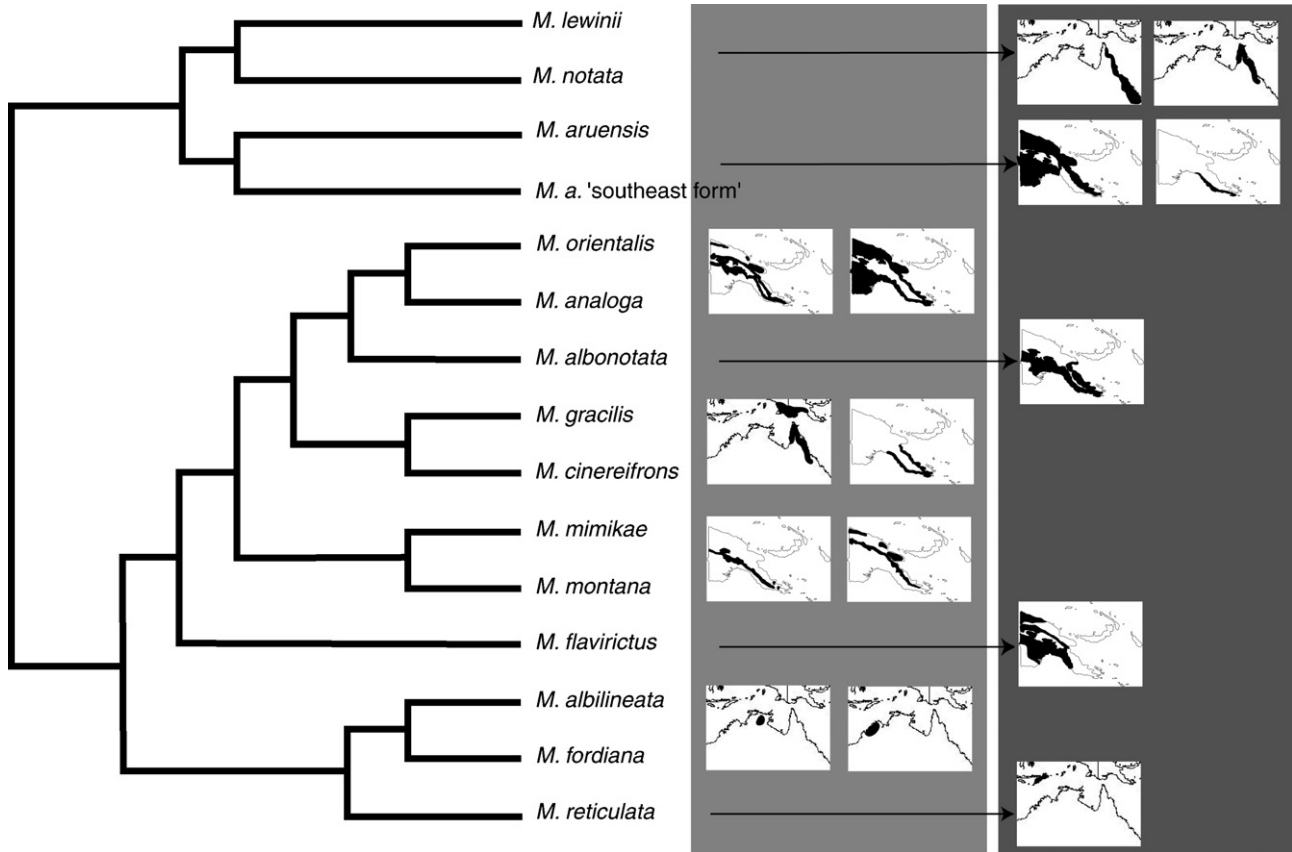 M. lewinii
M. notata
M. aruensis
M. a. 'southeast form'
M. orientalis
M. analoga
M. albonotata
M. gracilis
M. cinereifrons
M. mimikae
M. montana
M. flavirictus
M. albilineata
M. fordiana
M. reticulata